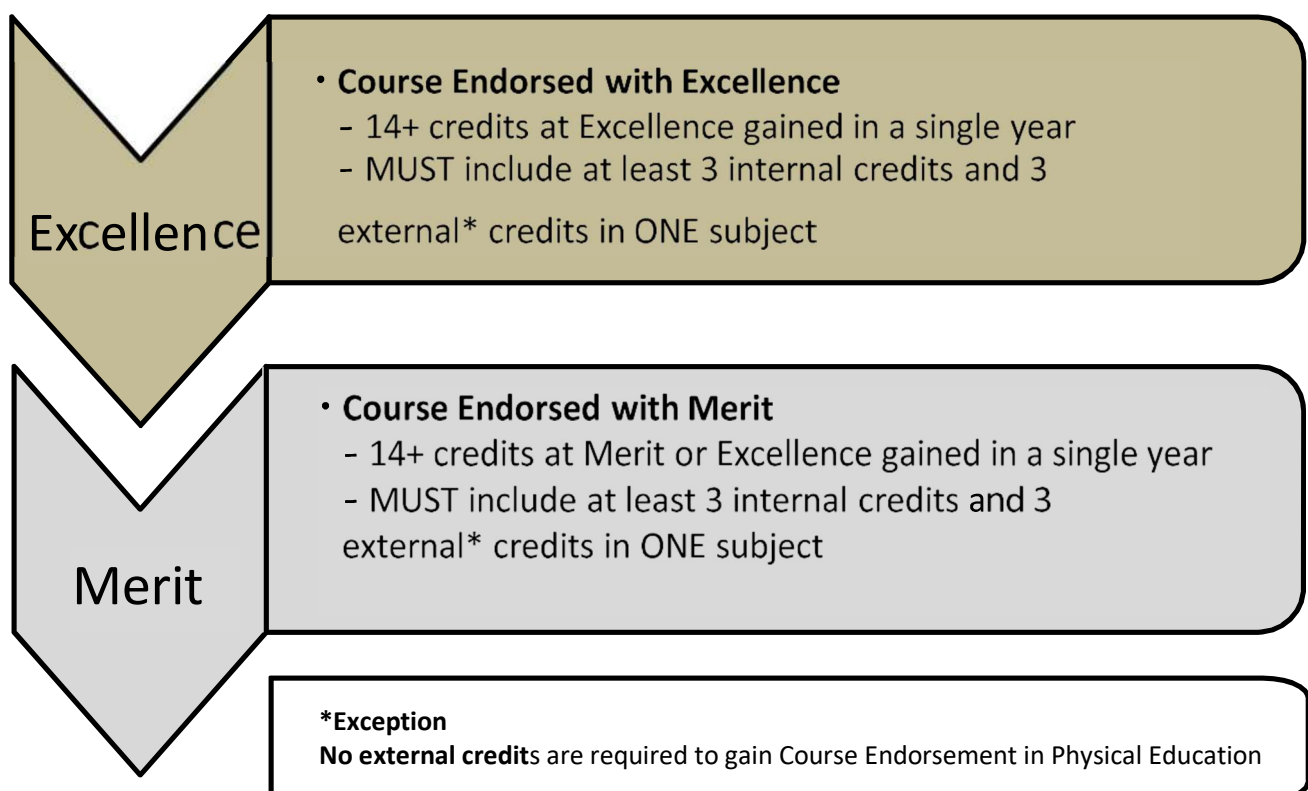 Excellence
· Course Endorsed with Excellence
- 14+ credits at Excellence gained in a single year
- MUST include at least 3 internal credits and 3
external* credits in ONE subject
Merit
· Course Endorsed with Merit
- 14+ credits at Merit or Excellence gained in a single year
- MUST include at least 3 internal credits and 3
external* credits in ONE subject
*Exception
No external credits are required to gain Course Endorsement in Physical Education